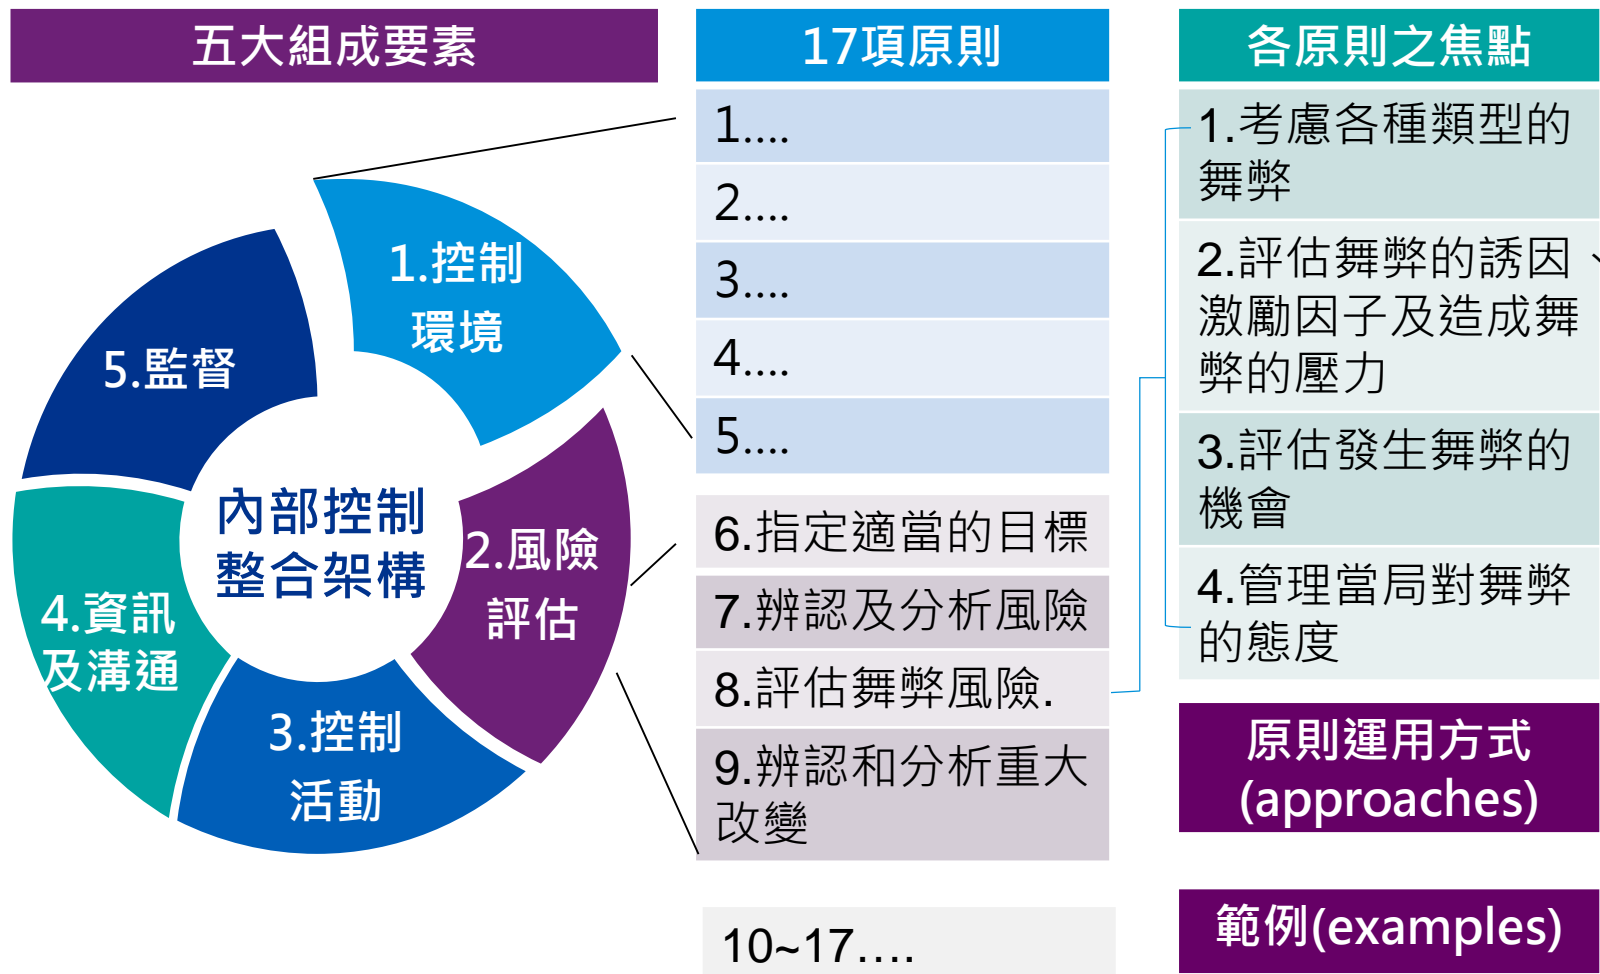 五大組成要素
1.控制
環境
2.風險
評估
3.控制
活動
4.資訊
及溝通
5.監督
內部控制
整合架構
17項原則
1....
2....
3....
4....
5....
6.指定適當的目標
7.辨認及分析風險
8.評估舞弊風險.
9.辨認和分析重大
改變
10~17....
各原則之焦點
1.考慮各種類型的
舞弊
2.評估舞弊的誘因、
激勵因子及造成舞
弊的壓力
3.評估發生舞弊的
機會
4.管理當局對舞弊
的態度
原則運用方式
(approaches)
範例(examples)